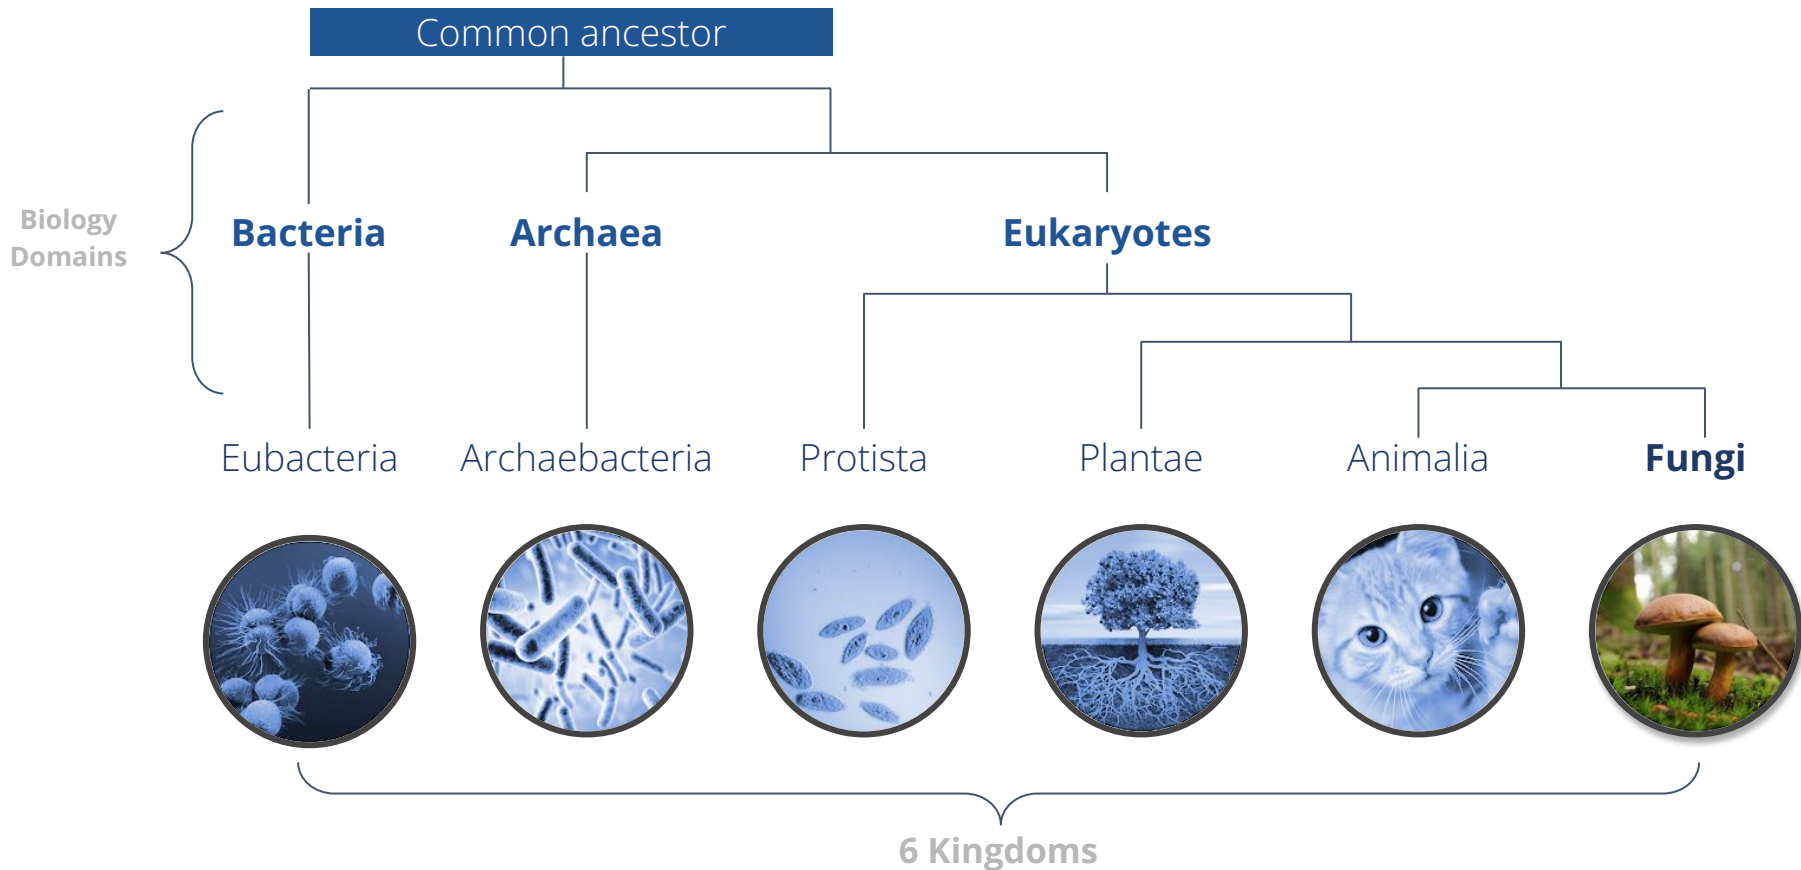 Common ancestor
Biology
Domains
Bacteria
Archaea
Eukaryotes
Eubacteria
Archaebacteria
Protista
Plantae
Animalia
Fungi
6 Kingdoms